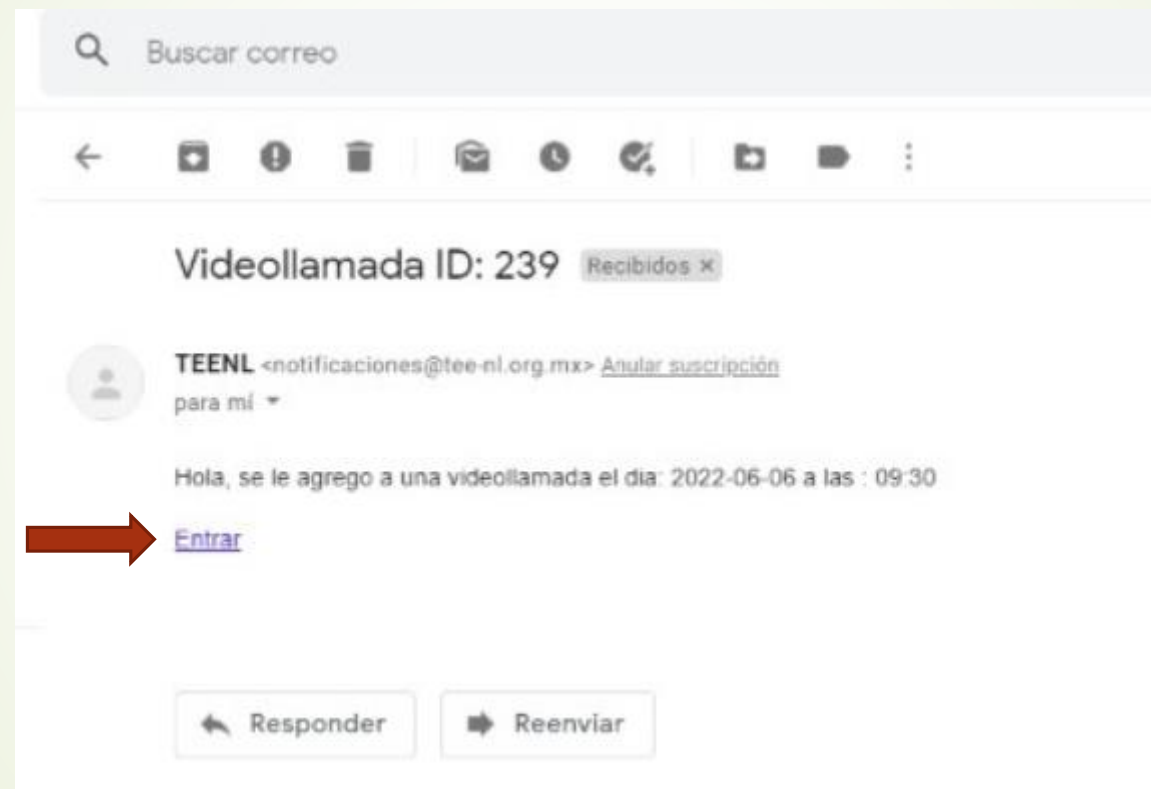 Buscar correo
Videollamada ID: 239 Recibidos ×
TEENL <notificaciones@tee-nl.org.mx> Anular suscripción
para mí
Hola, se le agrego a una videollamada el dia: 2022-06-06 a las : 09:30
Entrar
Responder Reenviar